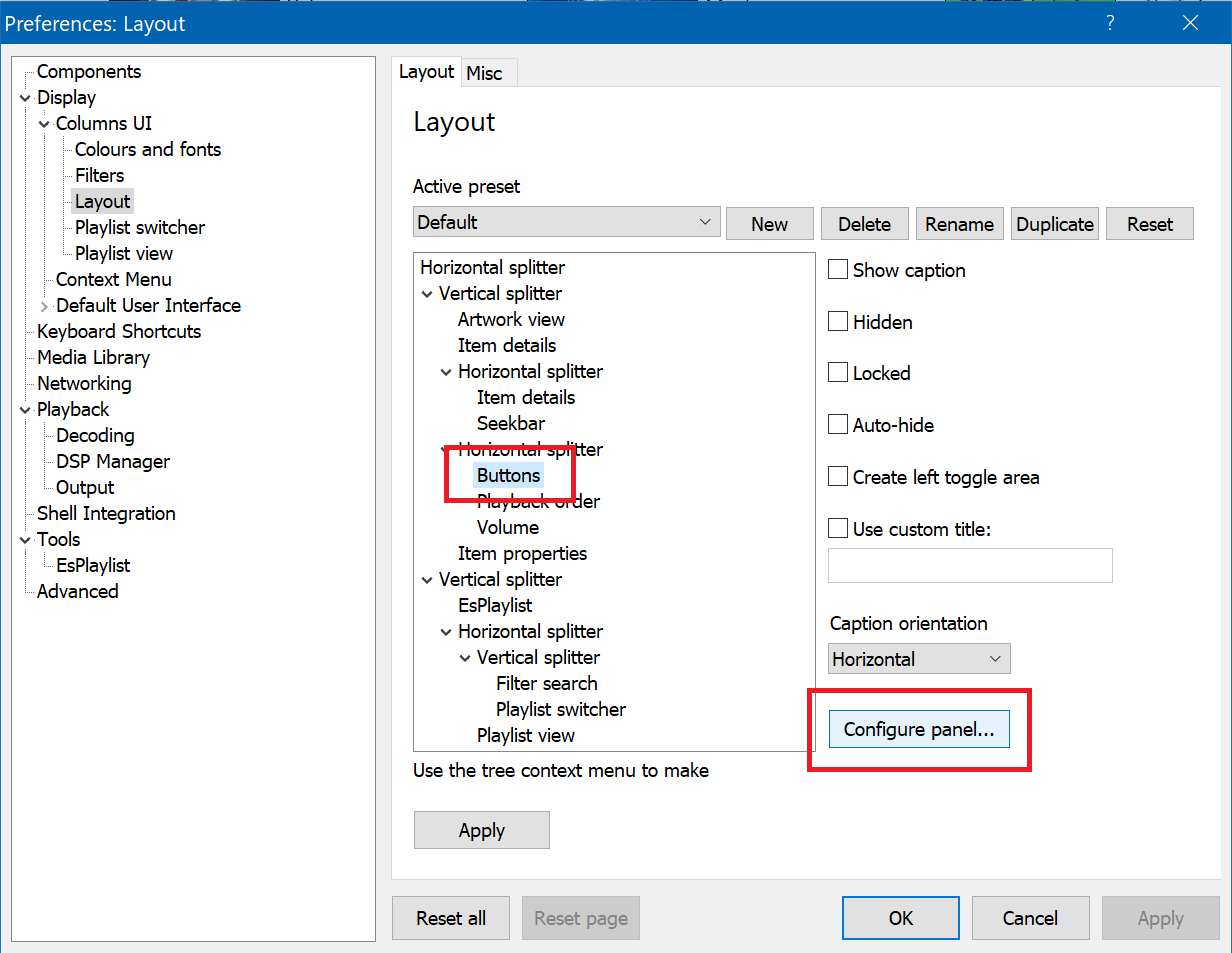 Preferences: Layout
?
Components
Display
Columns UI
Colours and fonts
Filters
Layout
Playlist switcher
Playlist view
Context Menu
Default User Interface
Keyboard Shortcuts
Media Library
Networking
Playback
Decoding
DSP Manager
Output
Shell Integration
Tools
EsPlaylist
Advanced
Layout Misc
Layout
Active preset
Default New Delete Rename Duplicate Reset
Horizontal splitter
Vertical splitter
Artwork view
Item details
Horizontal splitter
Item details
Seekbar
Horizontal splitter
Buttons
Playback order
Volume
Item properties
Vertical splitter
EsPlaylist
Horizontal splitter
Vertical splitter
Filter search
Playlist switcher
Playlist view
Show caption
Hidden
Locked
Auto-hide
Create left toggle area
Use custom title:
Caption orientation
Horizontal
Configure panel...
Use the tree context menu to make
Apply
Reset all Reset page OK Cancel Apply